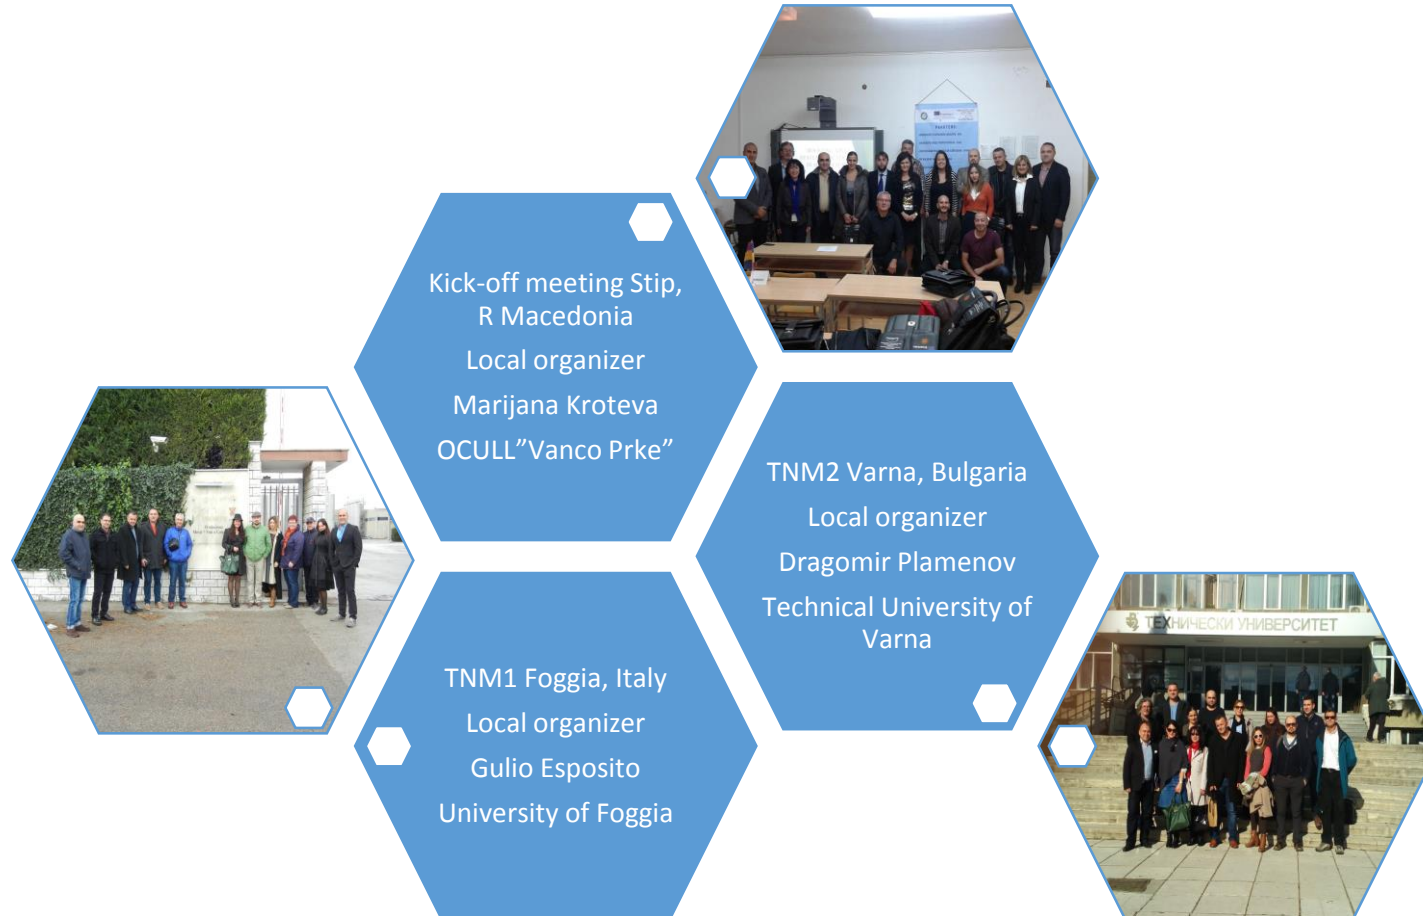 Kick-off meeting Stip,
R Macedonia
Local organizer
Marijana Kroteva
OCULL”Vanco Prke”
TNM2 Varna, Bulgaria
Local organizer
Dragomir Plamenov
Technical University of
Varna
TNM1 Foggia, Italy
Local organizer
Gulio Esposito
University of Foggia
ТЕХНИЧЕСКИ УНИВЕРСИТЕТ